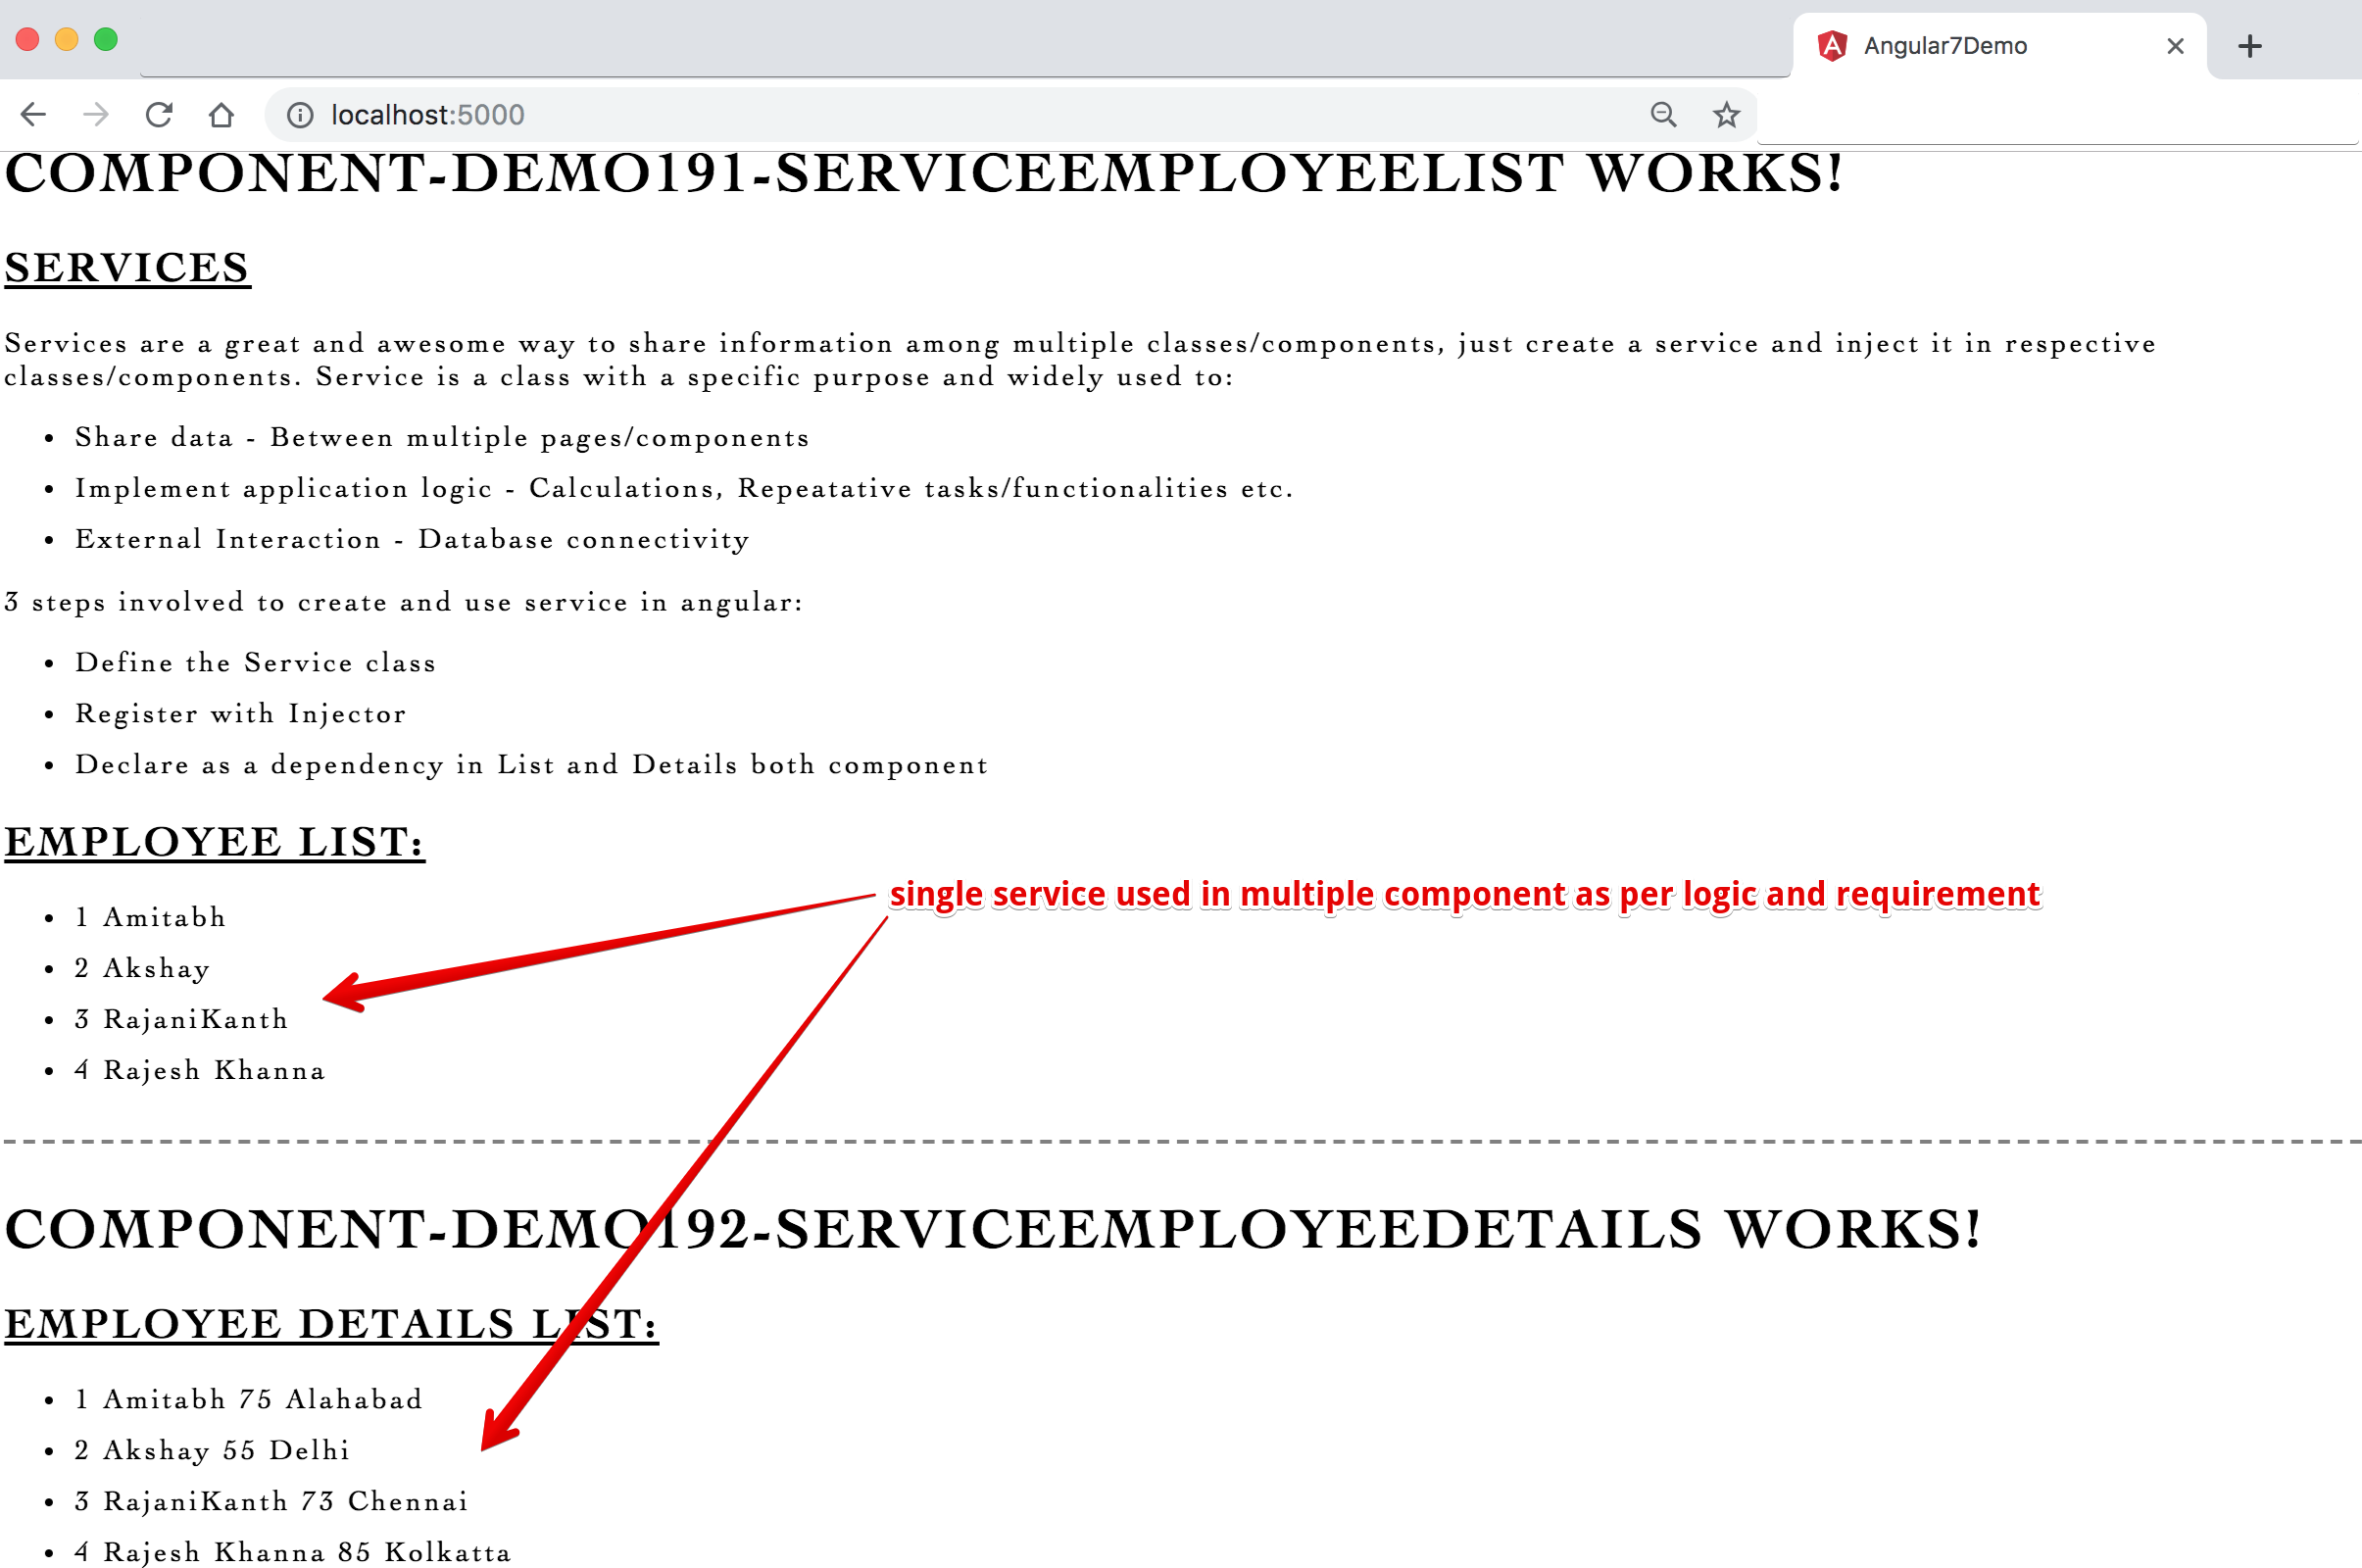 Angular7Demo
localhost:5000
COMPONENT-DEMO191-SERVICEEMPLOYEELIST WORKS!
SERVICES
Services are a great and awesome way to share information among multiple classes/components, just create a service and inject it in respective
classes/components. Service is a class with a specific purpose and widely used to:
• Share data - Between multiple pages/components
• Implement application logic - Calculations, Repeatative tasks/functionalities etc.
• External Interaction - Database connectivity
3 steps involved to create and use service in angular:
• Define the Service class
• Register with Injector
• Declare as a dependency in List and Details both component
EMPLOYEE LIST:
single service used in multiple component as per logic and requirement
• 1 Amitabh
• 2 Akshay
• 3 RajaniKanth
• 4 Rajesh Khanna
COMPONENT-DEMO192-SERVICEEMPLOYEEDETAILS WORKS!
EMPLOYEE DETAILS LIST:
• 1 Amitabh 75 Alahabad
• 2 Akshay 55 Delhi
• 3 RajaniKanth 73 Chennai
• 4 Rajesh Khanna 85 Kolkatta